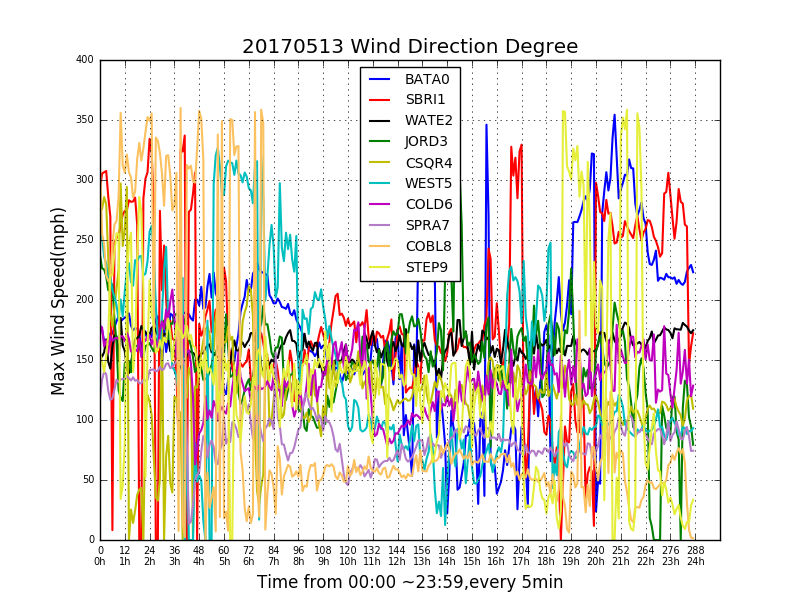 20170513 Wind Direction Degree
Max Wind Speed(mph)
400
350
300
250
200
150
100
50
0
BATA0
SBRI1
WATE2
JORD3
CSQR4
WEST5
COLD6
SPRA7
COBL8
STEP9
0 12 24 36 48 60 72 84 96 108 120 132 144 156 168 180 192 204 216 228 240 252 264 276 288
0h 1h 2h 3h 4h 5h 6h 7h 8h 9h 10h 11h 12h 13h 14h 15h 16h 17h 18h 19h 20h 21h 22h 23h 24h
Time from 00:00 ~23:59,every 5min